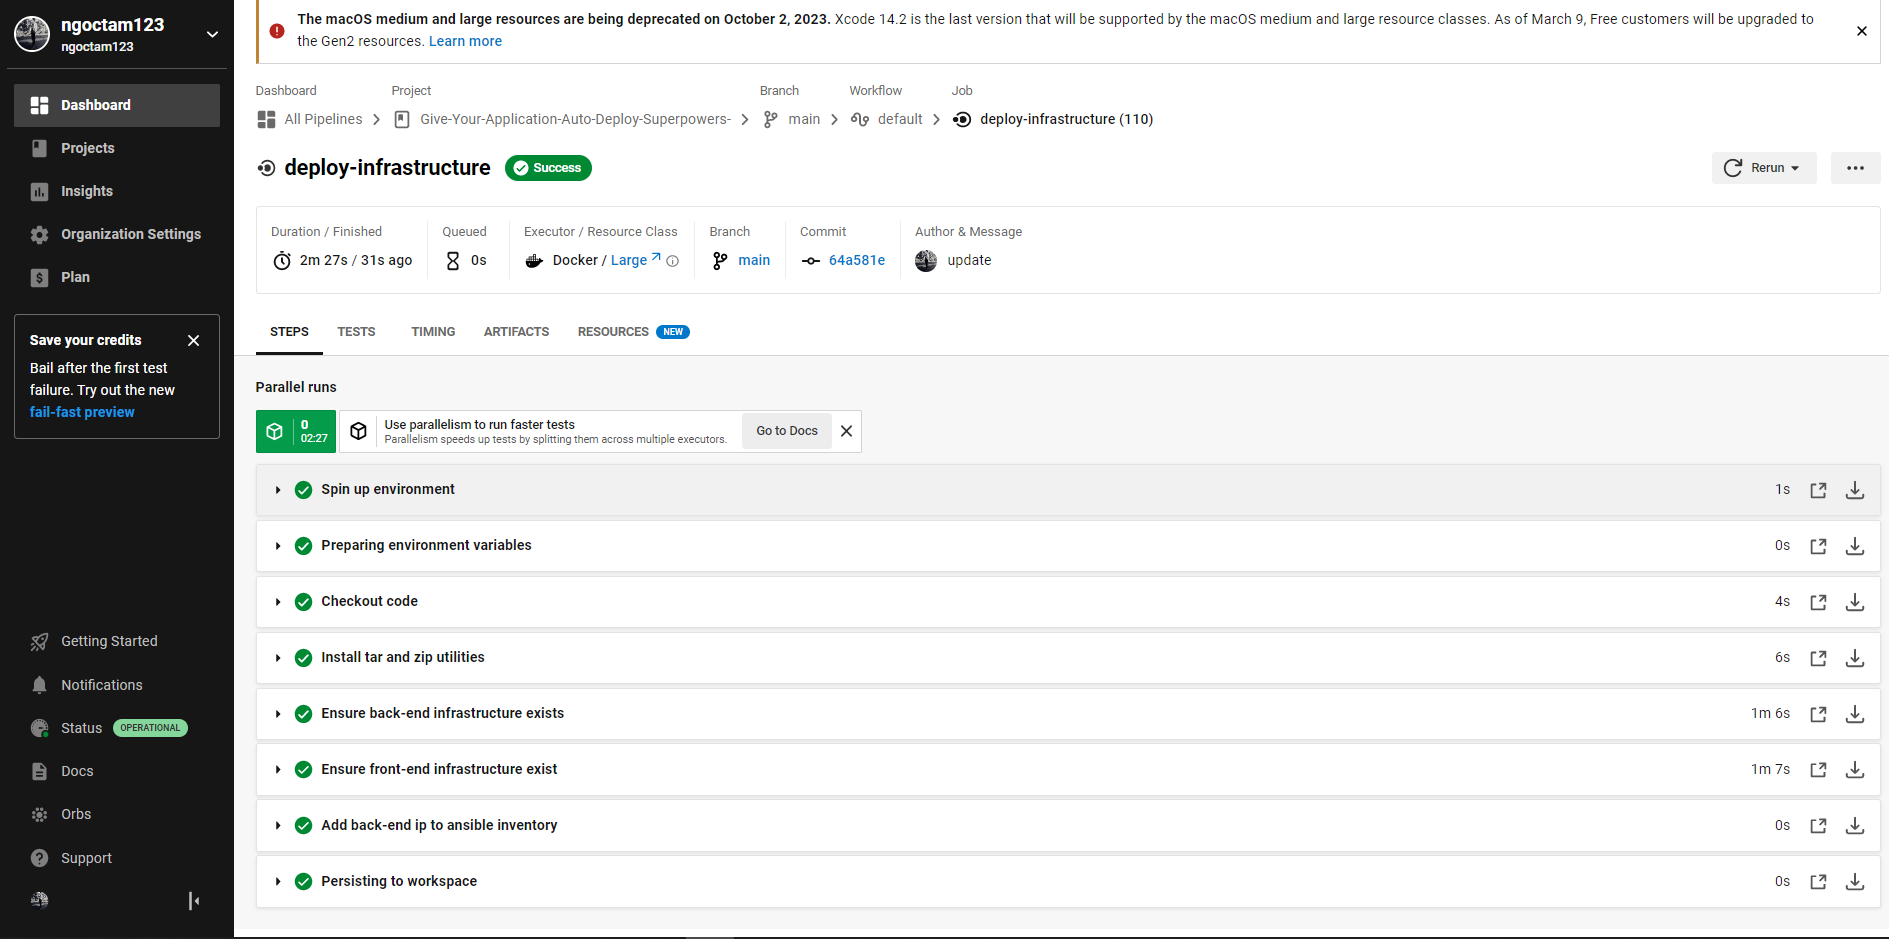 ngoctam123
ngoctam123
Dashboard
Projects
Insights
Organization Settings
Plan
Save your credits
Bail after the first test
failure. Try out the new
fail-fast preview
Getting Started
Notifications
Status OPERATIONAL
Docs
Orbs
Support
The macOS medium and large resources are being deprecated on October 2, 2023. Xcode 14.2 is the last version that will be supported by the macOS medium and large resource classes. As of March 9, Free customers will be upgraded to
the Gen2 resources. Learn more
Dashboard Project Branch Workflow Job
All Pipelines Give-Your-Application-Auto-Deploy-Superpowers- main default deploy-infrastructure (110)
deploy-infrastructure Success Rerun
Duration / Finished Queued Executor / Resource Class Branch Commit Author & Message
2m 27s / 31s ago 0s Docker / Large main 64a581e update
STEPS TESTS TIMING ARTIFACTS RESOURCES NEW
Parallel runs
0
02:27
Use parallelism to run faster tests
Parallelism speeds up tests by splitting them across multiple executors.
Go to Docs
Spin up environment 1s
Preparing environment variables 0s
Checkout code 4s
Install tar and zip utilities 6s
Ensure back-end infrastructure exists 1m 6s
Ensure front-end infrastructure exist 1m 7s
Add back-end ip to ansible inventory 0s
Persisting to workspace 0s